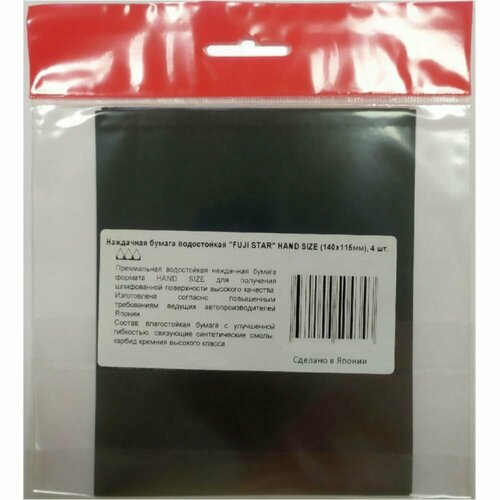 Наждачная бумага водостойкая "FUJI STAR" HAND SIZE (140х115мм), 4 шт.
Премиальная водостойкая наждачная бумага
формата HAND SIZE для получения
шлифованной поверхности высокого качества.
Изготовлена согласно повышенным
требованиям ведущих автопроизводителей
Японии.
Состав: влагостойкая бумага с улучшенной
гибкостью, связующие синтетические смолы,
карбид кремния высокого класса.
Сделано в Японии